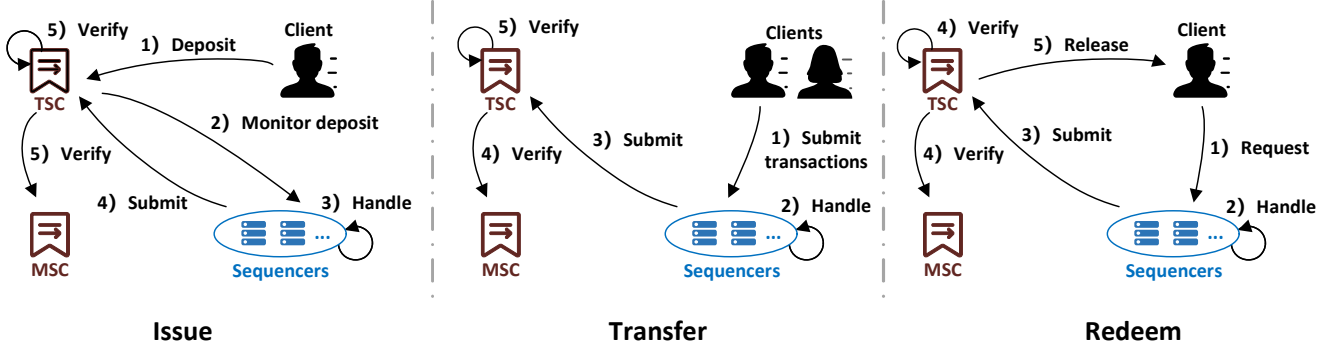 5) Verify
1) Deposit
Client
TSC
2) Monitor deposit
5) Verify
4) Submit
3) Handle
MSC
Sequencers
Issue
5) Verify
Clients
TSC
3) Submit
1) Submit
transactions
4) Verify
2) Handle
MSC
Sequencers
Transfer
4) Verify
5) Release
Client
TSC
3) Submit
1) Request
4) Verify
2) Handle
MSC
Sequencers
Redeem